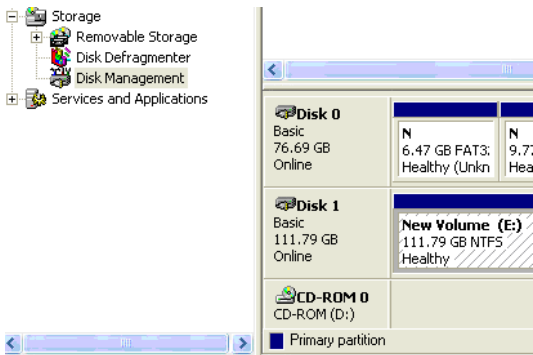 Storage
Removable Storage
Disk Defragmenter
Disk Management
Services and Applications
Disk 0
Basic
76.69 GB
Online
N
6.47 GB FAT3
Healthy (Unkn
N
9.77
Hea
Disk 1
Basic
111.79 GB
Online
New Volume (E:)
111.79 GB NTFS
Healthy
CD-ROM 0
CD-ROM (D:)
Primary partition